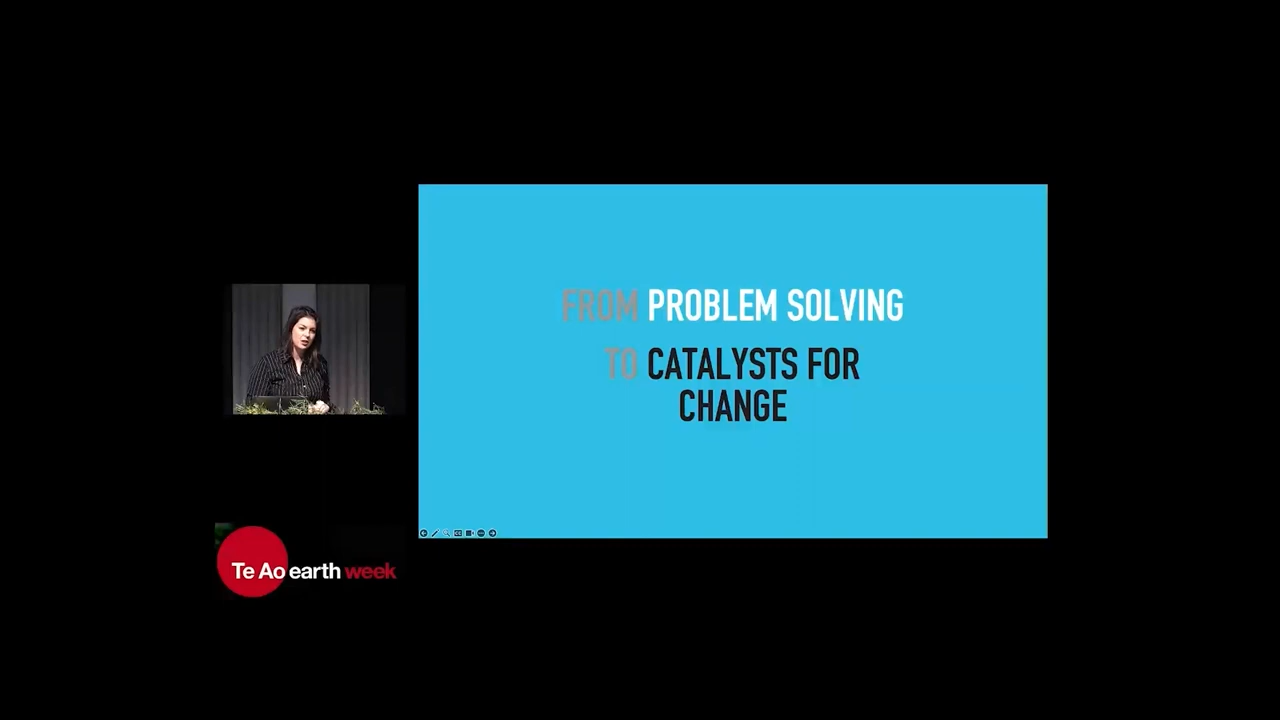 FROM PROBLEM SOLVING
TO CATALYSTS FOR
CHANGE
Te Ao earth week